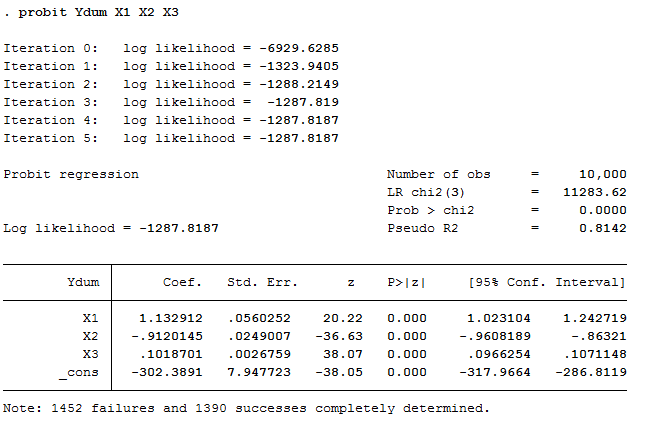 . probit Ydum X1 X2 X3
Iteration 0:   log likelihood = -6929.6285
Iteration 1:   log likelihood = -1323.9405
Iteration 2:   log likelihood = -1288.2149
Iteration 3:   log likelihood =  -1287.819
Iteration 4:   log likelihood = -1287.8187
Iteration 5:   log likelihood = -1287.8187
Probit regression                               Number of obs     =     10,000
                                                LR chi2(3)        =   11283.62
                                                Prob > chi2       =     0.0000
Log likelihood = -1287.8187                     Pseudo R2         =     0.8142
        Ydum |      Coef.   Std. Err.      z    P>|z|     [95% Conf. Interval]
          X1 |   1.132912   .0560252    20.22   0.000     1.023104    1.242719
          X2 |  -.9120145   .0249007   -36.63   0.000    -.9608189     -.86321
          X3 |   .1018701   .0026759    38.07   0.000     .0966254    .1071148
       _cons |  -302.3891   7.947723   -38.05   0.000    -317.9664   -286.8119
Note: 1452 failures and 1390 successes completely determined.